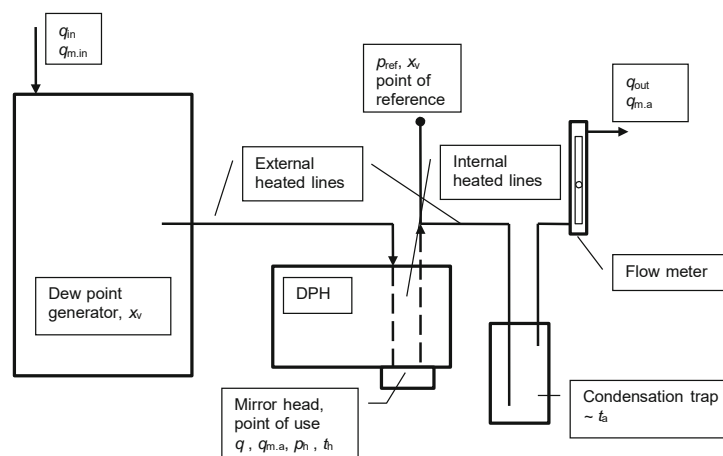 qin
qm.in
pref, xv
point of
reference
qout
qm.a
External
heated lines
Internal
heated lines
Flow meter
Dew point
generator, xv
DPH
Mirror head,
point of use
q , qm.a, ph , th
Condensation trap
~ ta